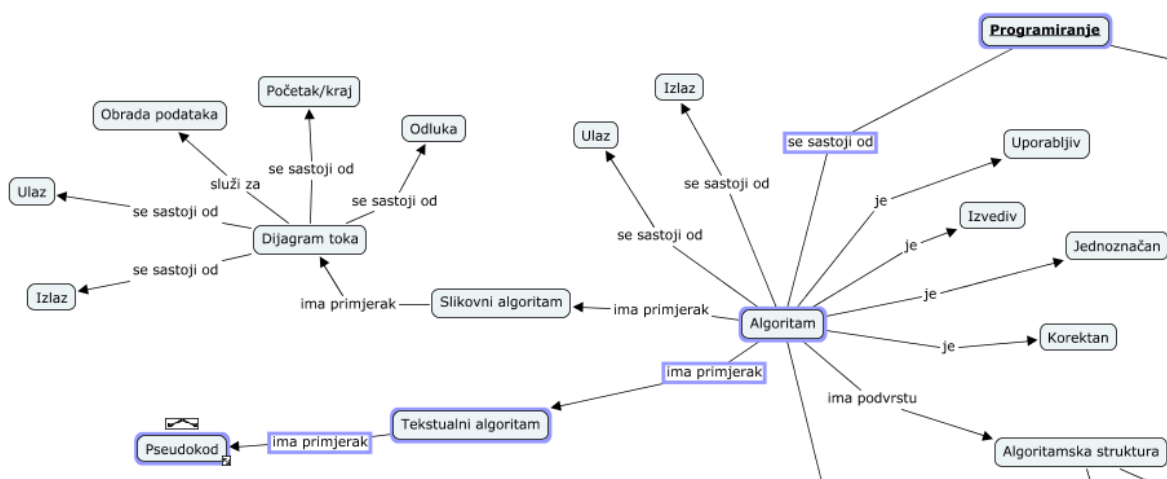 Programiranje
Početak/kraj
Izlaz
Obrada podataka
Odluka
Ulaz
se sastoji od
Uporabljiv
se sastoji od
služi za
se sastoji od
Ulaz
se sastoji od
je
se sastoji od
Izvediv
se sastoji od
Dijagram toka
je
Jednoznačan
se sastoji od
Izlaz
je
ima primjerak
Slikovni algoritam
ima primjerak
Algoritam
Korektan
je
ima primjerak
ima podvrstu
Tekstualni algoritam
ima primjerak
Pseudokod
Algoritamska struktura